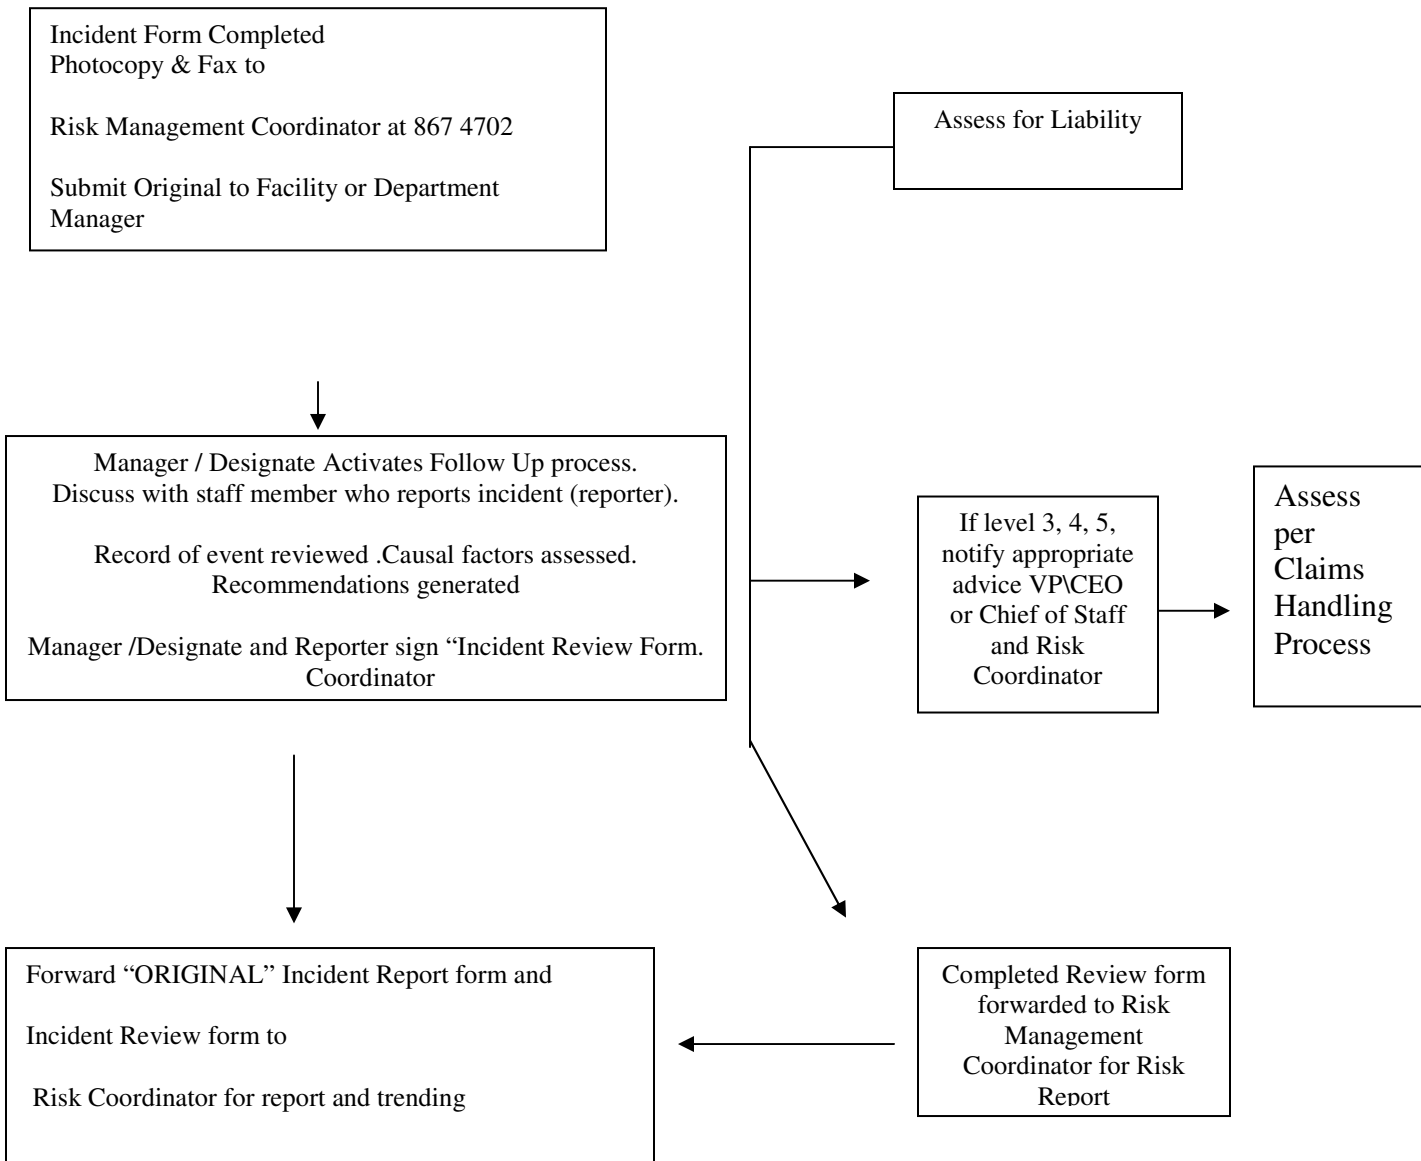 Incident Form Completed
Photocopy & Fax to
Risk Management Coordinator at 867 4702
Submit Original to Facility or Department
Manager
Assess for Liability
Manager / Designate Activates Follow Up process.
Discuss with staff member who reports incident (reporter).
Record of event reviewed .Causal factors assessed.
Recommendations generated
Manager /Designate and Reporter sign “Incident Review Form.
Coordinator
If level 3, 4, 5,
notify appropriate
advice VP\CEO
or Chief of Staff
and Risk
Coordinator
Assess
per
Claims
Handling
Process
Forward “ORIGINAL” Incident Report form and
Incident Review form to
Risk Coordinator for report and trending
Completed Review form
forwarded to Risk
Management
Coordinator for Risk
Report